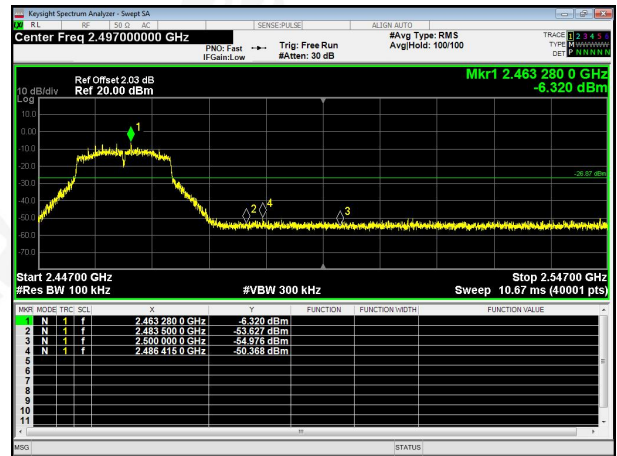 Keysight Spectrum Analyzer - Swept SA
LXI RL RF 50 Ω AC SENSE:PULSE ALIGN AUTO
Center Freq 2.497000000 GHz #Avg Type: RMS TRACE 1 2 3 4 5 6
PNO: Fast Trig: Free Run Avg|Hold: 100/100 TYPE M WWWWW
IFGain:Low #Atten: 30 dB DET P N N N N N
Ref Offset 2.03 dB Mkr1 2.463 280 0 GHz
10 dB/div Ref 20.00 dBm -6.320 dBm
Log
10.0
1
0.00
-10.0
-20.0
-26.87 dBm
-30.0
-40.0
2 4 3
-50.0
-60.0
-70.0
Start 2.44700 GHz Stop 2.54700 GHz
#Res BW 100 kHz #VBW 300 kHz Sweep 10.67 ms (40001 pts)
MKR MODE TRC SCL X Y FUNCTION FUNCTION WIDTH FUNCTION VALUE
1 N 1 f 2.463 280 0 GHz -6.320 dBm
2 N 1 f 2.483 500 0 GHz -53.627 dBm
3 N 1 f 2.500 000 0 GHz -54.976 dBm
4 N 1 f 2.486 415 0 GHz -50.368 dBm
5
6
7
8
9
10
11
MSG STATUS